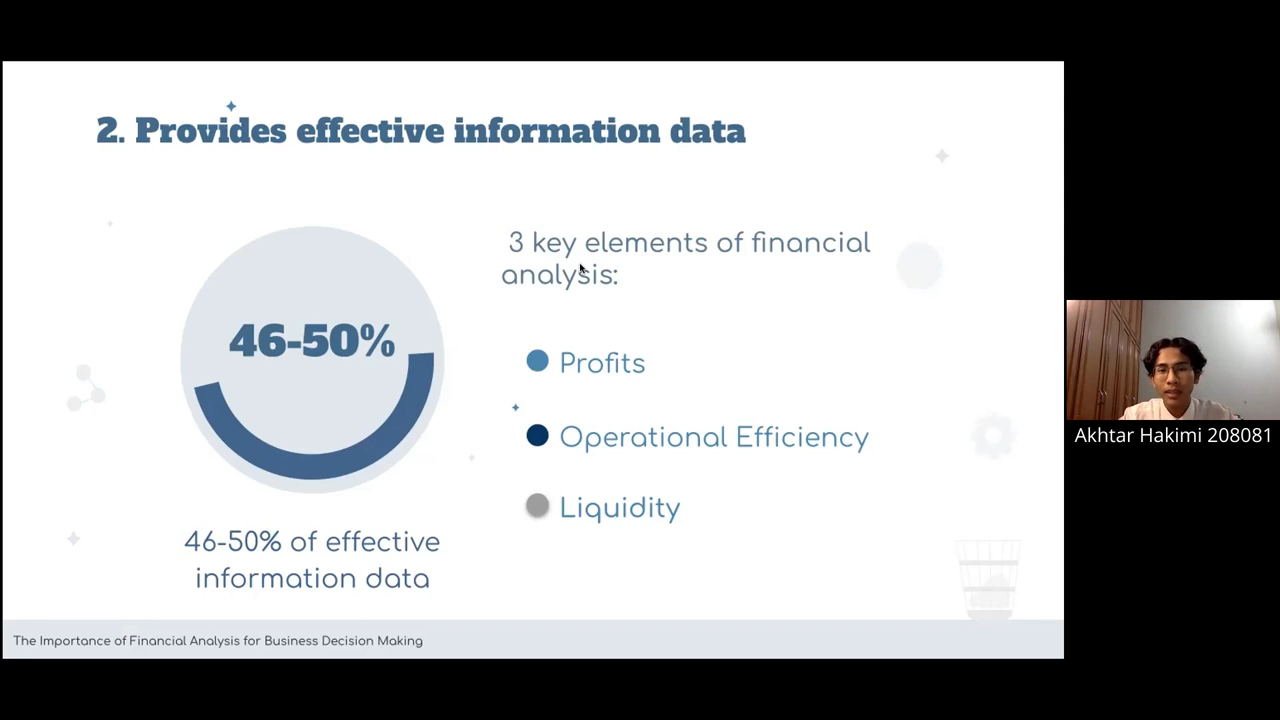 2. Provides effective information data
46-50%
46-50% of effective
information data
3 key elements of financial
analysis:
Profits
Operational Efficiency
Liquidity
The Importance of Financial Analysis for Business Decision Making
Akhtar Hakimi 208081